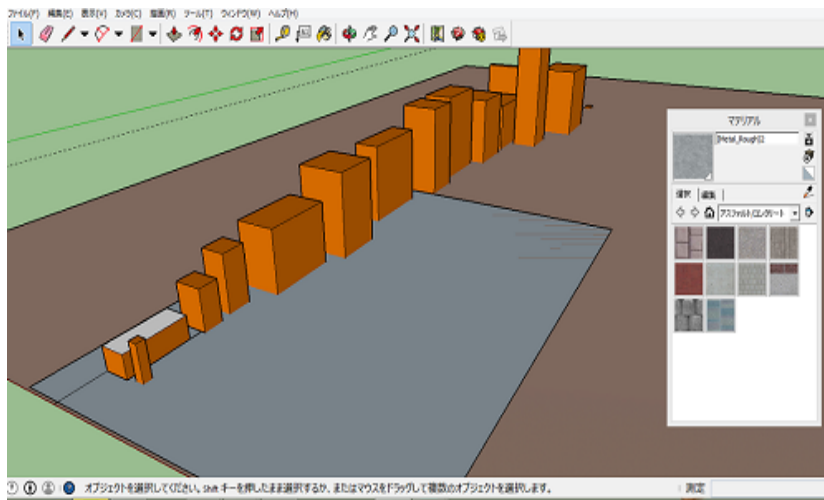 ファイル(F) 編集(E) 表示(V) カメラ(C) 描画(R) ツール(T) ウィンドウ(W) ヘルプ(H)
マテリアル
[Metal_Rough]2
選択 編集
アスファルト/コンクリート
オブジェクトを選択してください。Shift キーを押したまま選択するか、またはマウスをドラッグして複数のオブジェクトを選択します。
測定